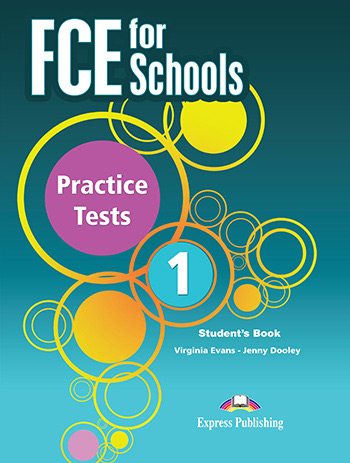 FCE for
Schools
Practice
Tests
1
Student's Book
Virginia Evans - Jenny Dooley
Express Publishing